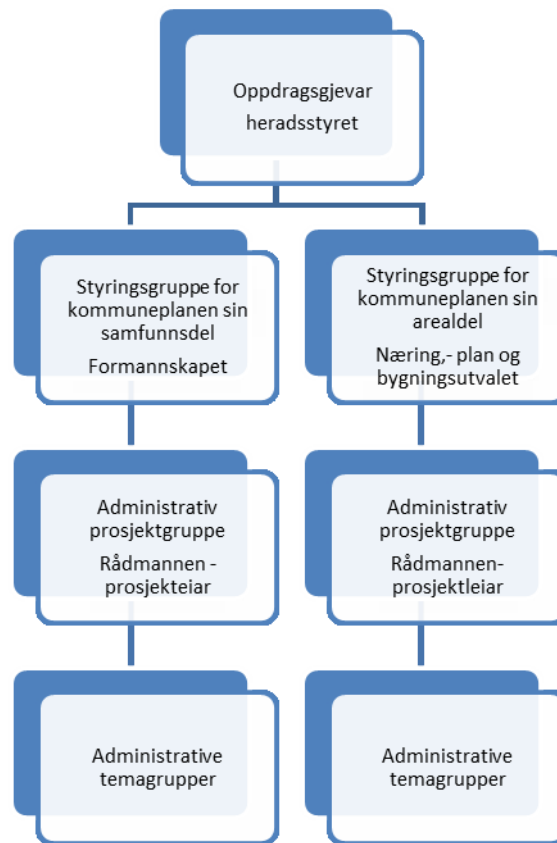 Oppdragsgjevar
heradsstyret
Styringsgruppe for
kommuneplanen sin
samfunnsdel
Formannskapet
Styringsgruppe for
kommuneplanen sin
arealdel
Næring,- plan og
bygningsutvalet
Administrativ
prosjektgruppe
Rådmannen -
prosjekteiar
Administrativ
prosjektgruppe
Rådmannen-
prosjektleiar
Administrative
temagrupper
Administrative
temagrupper